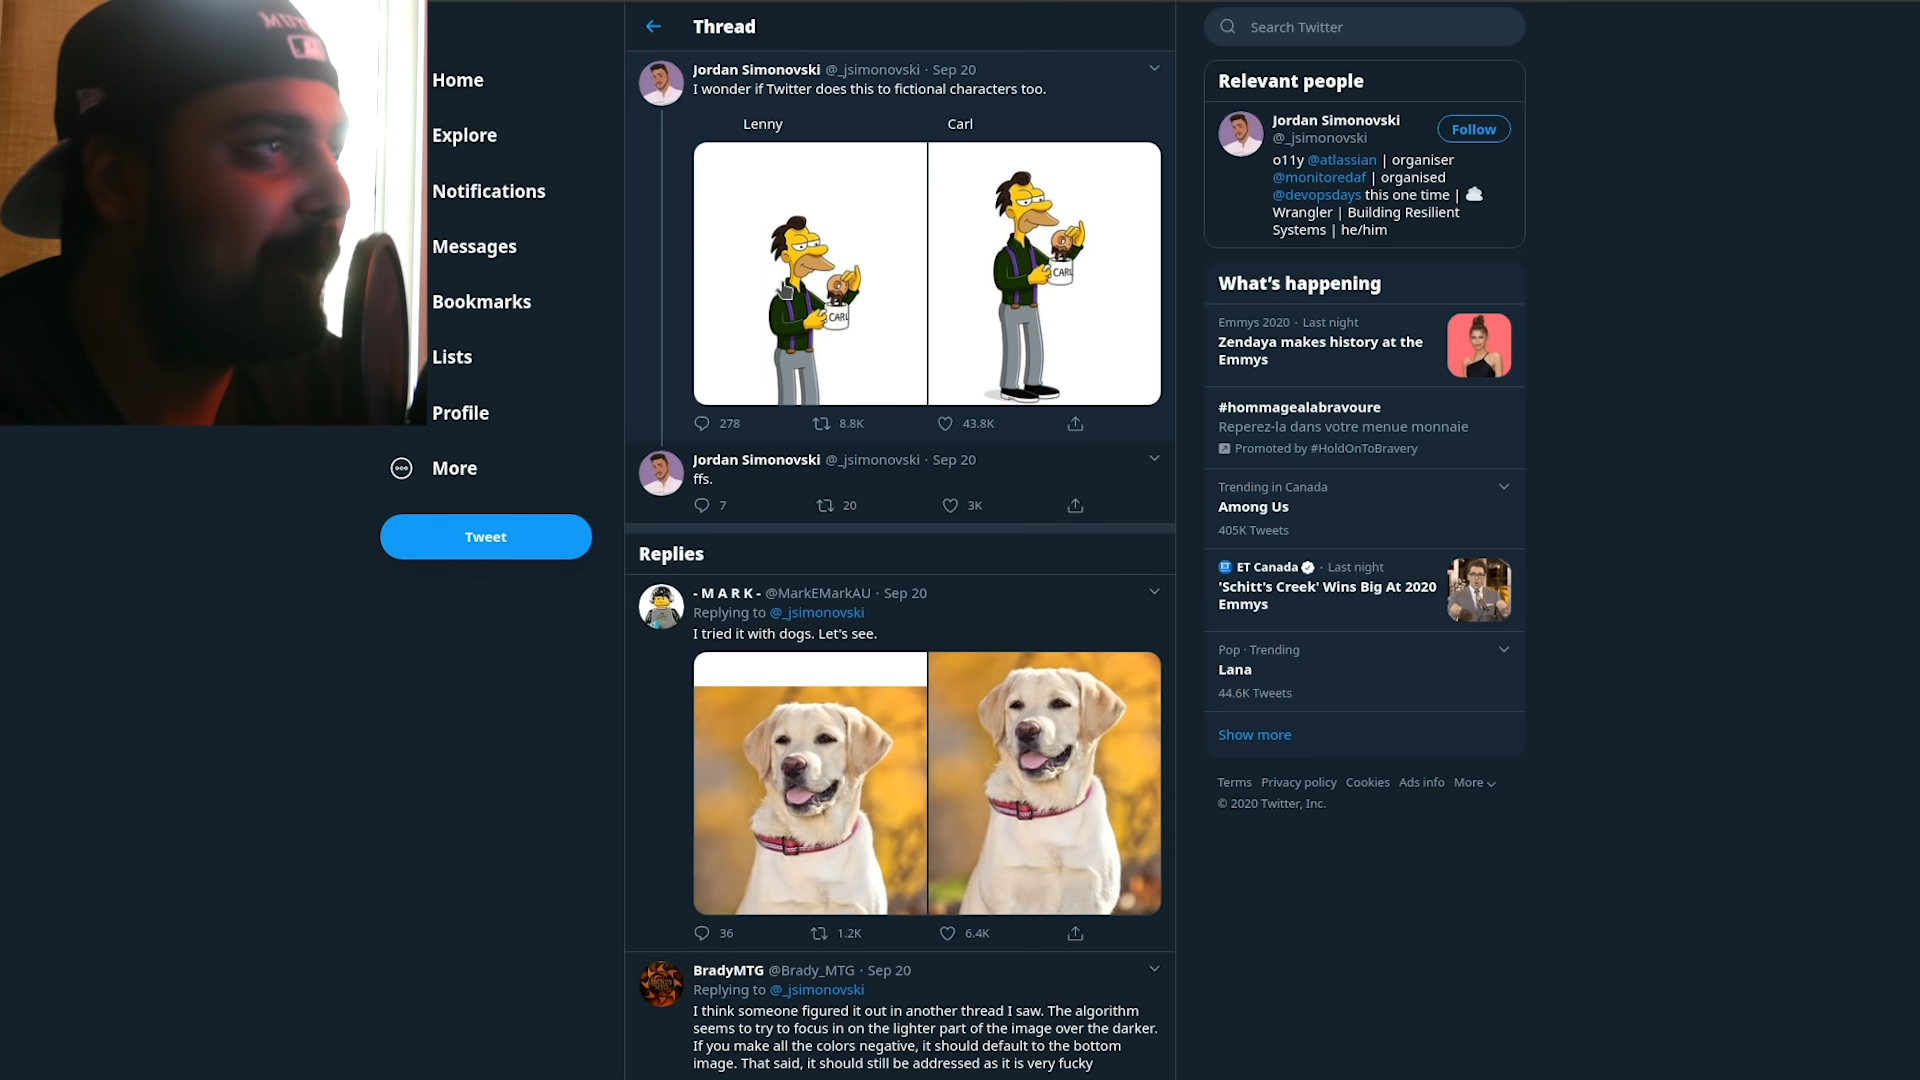 Home
Explore
Notifications
Messages
Bookmarks
Lists
Profile
More
Tweet
Thread
Jordan Simonovski @_jsimonovski · Sep 20
I wonder if Twitter does this to fictional characters too.
Lenny Carl
CARL
CARL
278 8.8K 43.8K
Jordan Simonovski @_jsimonovski · Sep 20
ffs.
7 20 3K
Replies
- M A R K - @MarkEMarkAU · Sep 20
Replying to @_jsimonovski
I tried it with dogs. Let's see.
36 1.2K 6.4K
BradyMTG @Brady_MTG · Sep 20
Replying to @_jsimonovski
I think someone figured it out in another thread I saw. The algorithm
seems to try to focus in on the lighter part of the image over the darker.
If you make all the colors negative, it should default to the bottom
image. That said, it should still be addressed as it is very fucky
Search Twitter
Relevant people
Jordan Simonovski
@_jsimonovski
Follow
o11y @atlassian | organiser
@monitoredaf | organised
@devopsdays this one time |
Wrangler | Building Resilient
Systems | he/him
What's happening
Emmys 2020 · Last night
Zendaya makes history at the
Emmys
#hommagealabravoure
Reperez-la dans votre menue monnaie
Promoted by #HoldOnToBravery
Trending in Canada
Among Us
405K Tweets
ET Canada · Last night
'Schitt's Creek' Wins Big At 2020
Emmys
Pop · Trending
Lana
44.6K Tweets
Show more
Terms Privacy policy Cookies Ads info More
© 2020 Twitter, Inc.